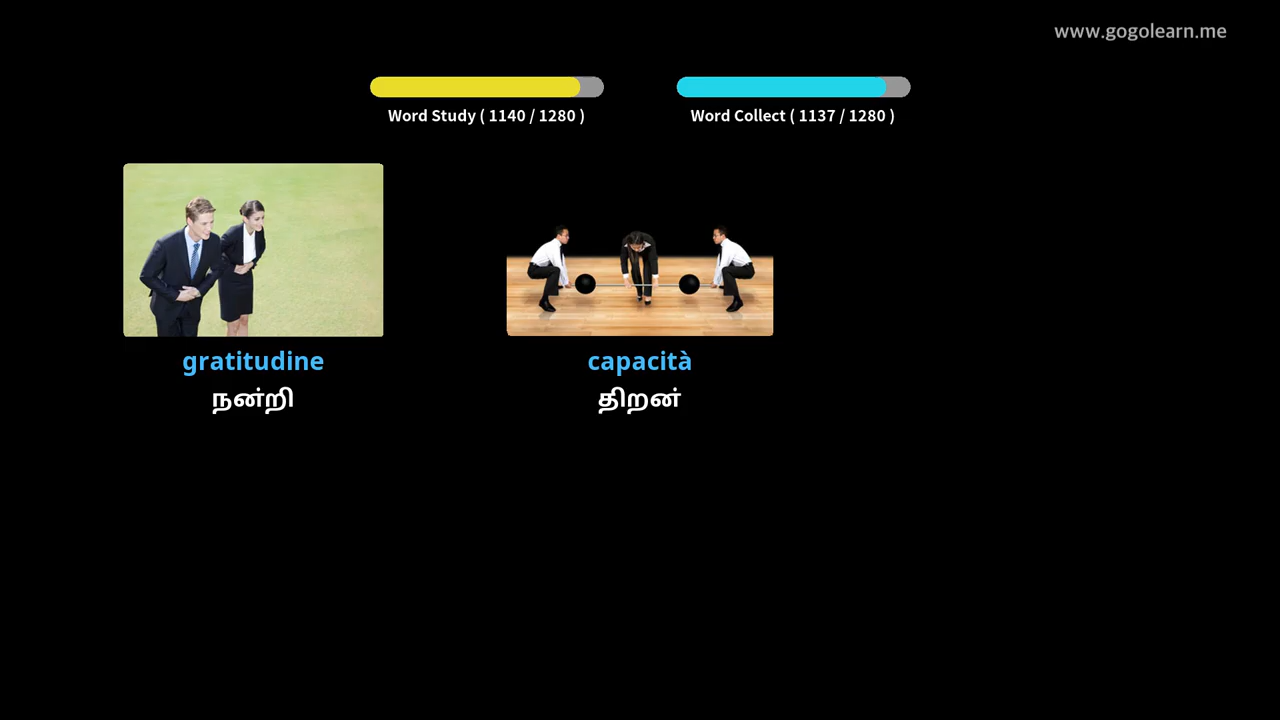 www.gogolearn.me
Word Study ( 1140 / 1280 )
Word Collect ( 1137 / 1280 )
gratitudine
நன்றி
capacità
திறன்